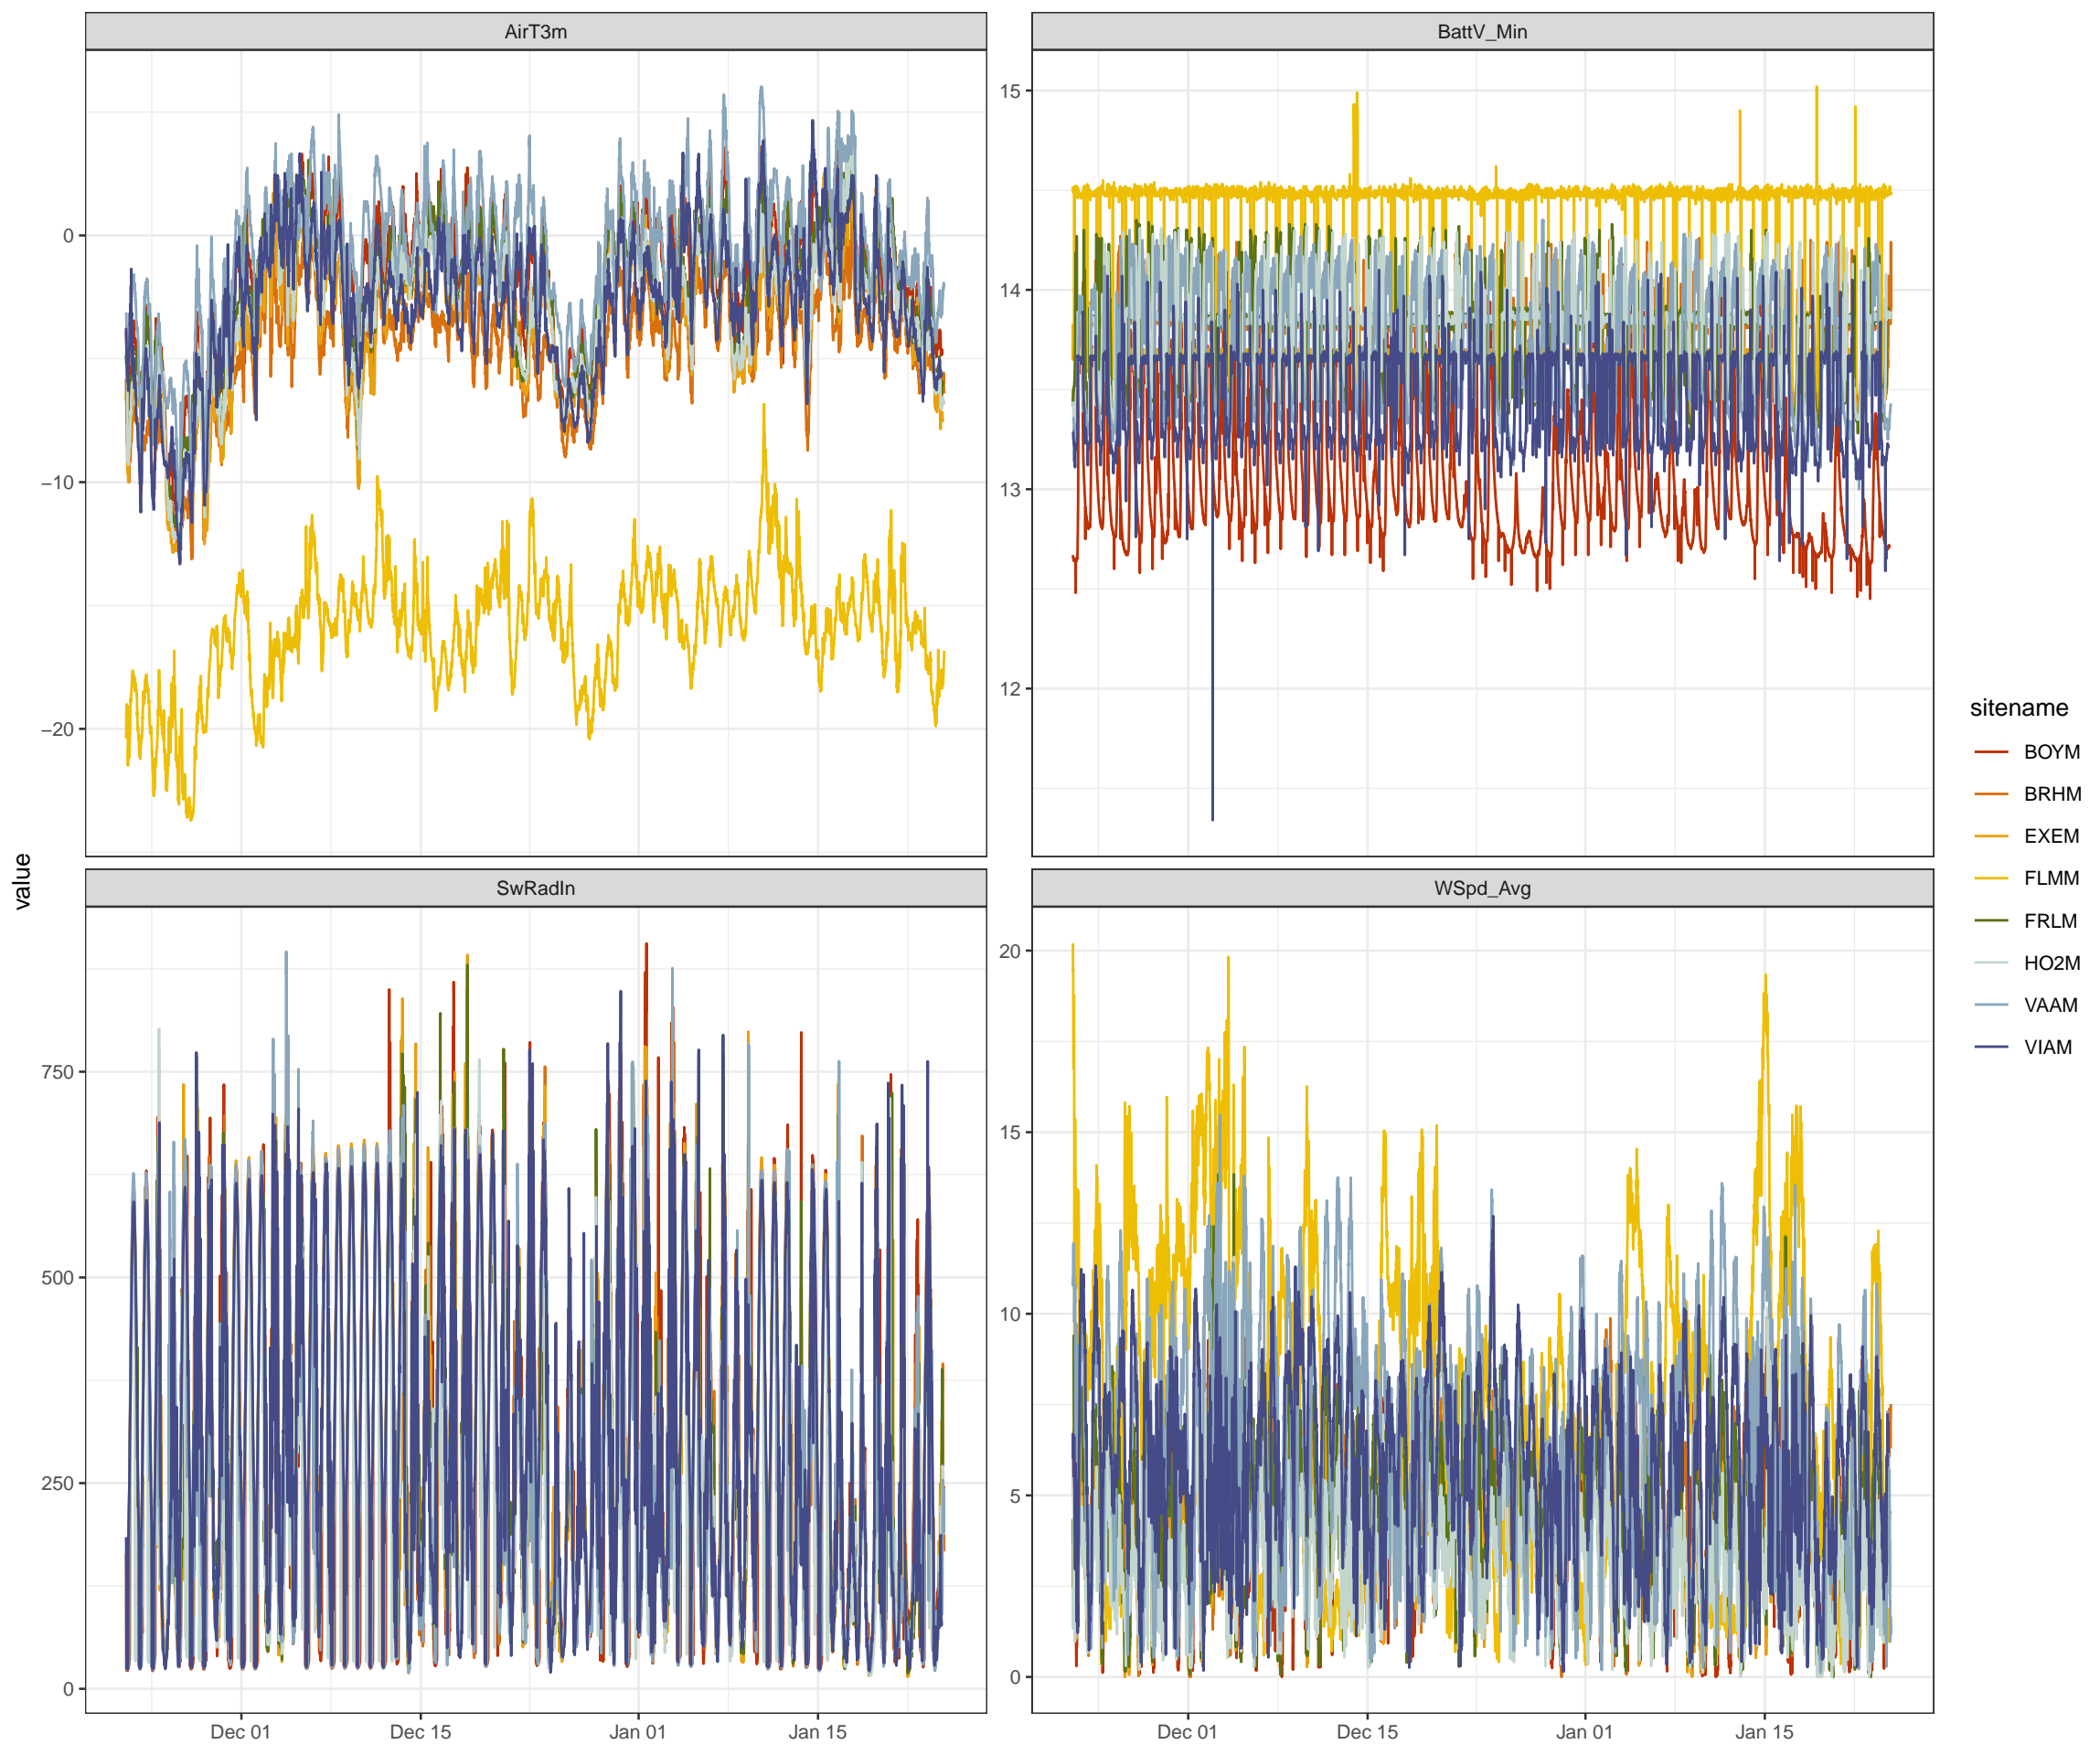 AirT3m
BattV_Min
0
−10
−20
15
14
13
12
value
SwRadIn
WSpd_Avg
750
500
250
0
20
15
10
5
0
Dec 01
Dec 15
Jan 01
Jan 15
Dec 01
Dec 15
Jan 01
Jan 15
sitename
BOYM
BRHM
EXEM
FLMM
FRLM
HO2M
VAAM
VIAM